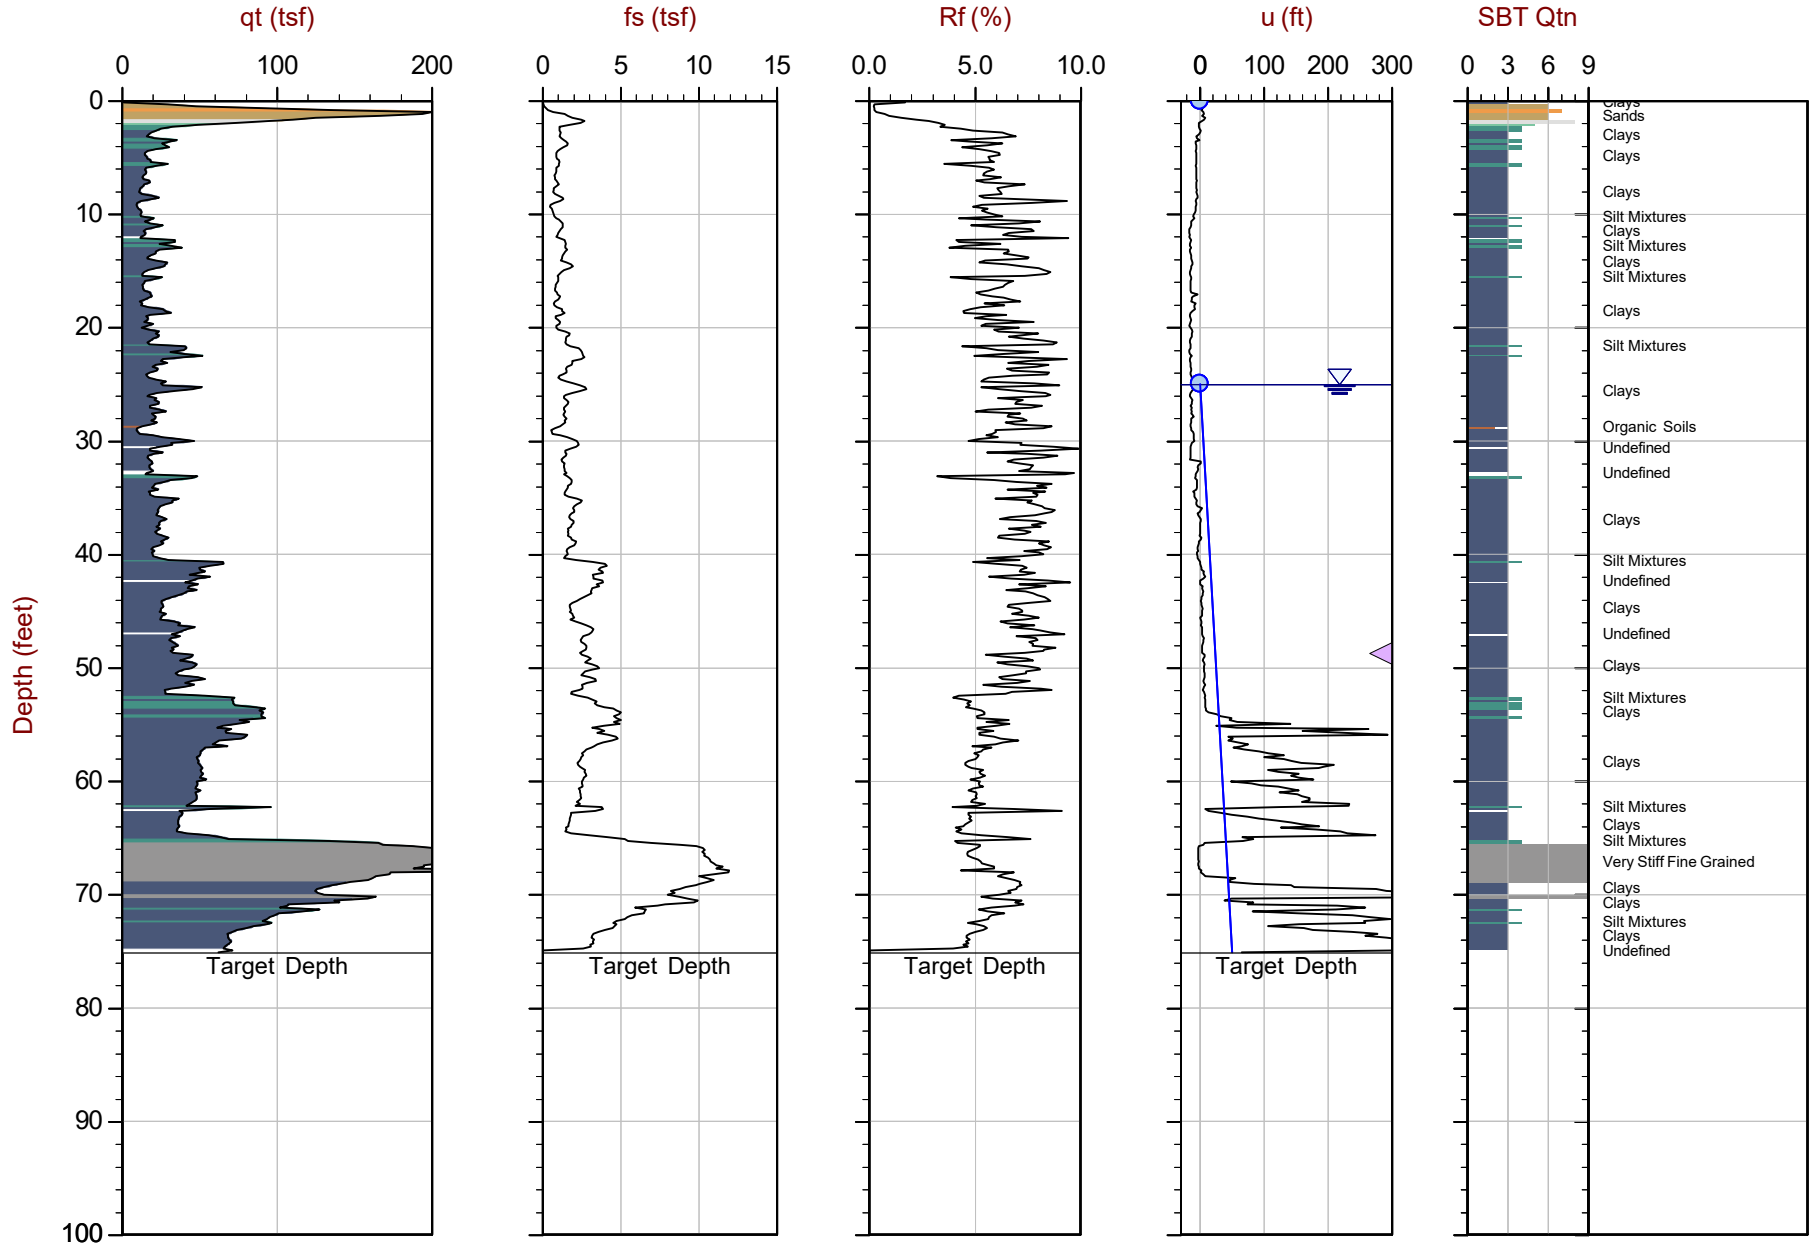 qt (tsf) fs (tsf) Rf (%) u (ft) SBT Qtn
0 100 200 0 5 10 15 0.0 5.0 10.0 0 100 200 300 0 3 6 9
Depth (feet)
0
10
20
30
40
50
60
70
80
90
100
Clays
Sands
Clays
Clays
Clays
Silt Mixtures
Clays
Silt Mixtures
Clays
Silt Mixtures
Clays
Silt Mixtures
Clays
Organic Soils
Undefined
Undefined
Clays
Silt Mixtures
Undefined
Clays
Undefined
Clays
Silt Mixtures
Clays
Clays
Silt Mixtures
Clays
Silt Mixtures
Very Stiff Fine Grained
Clays
Clays
Silt Mixtures
Clays
Undefined
Target Depth Target Depth Target Depth Target Depth